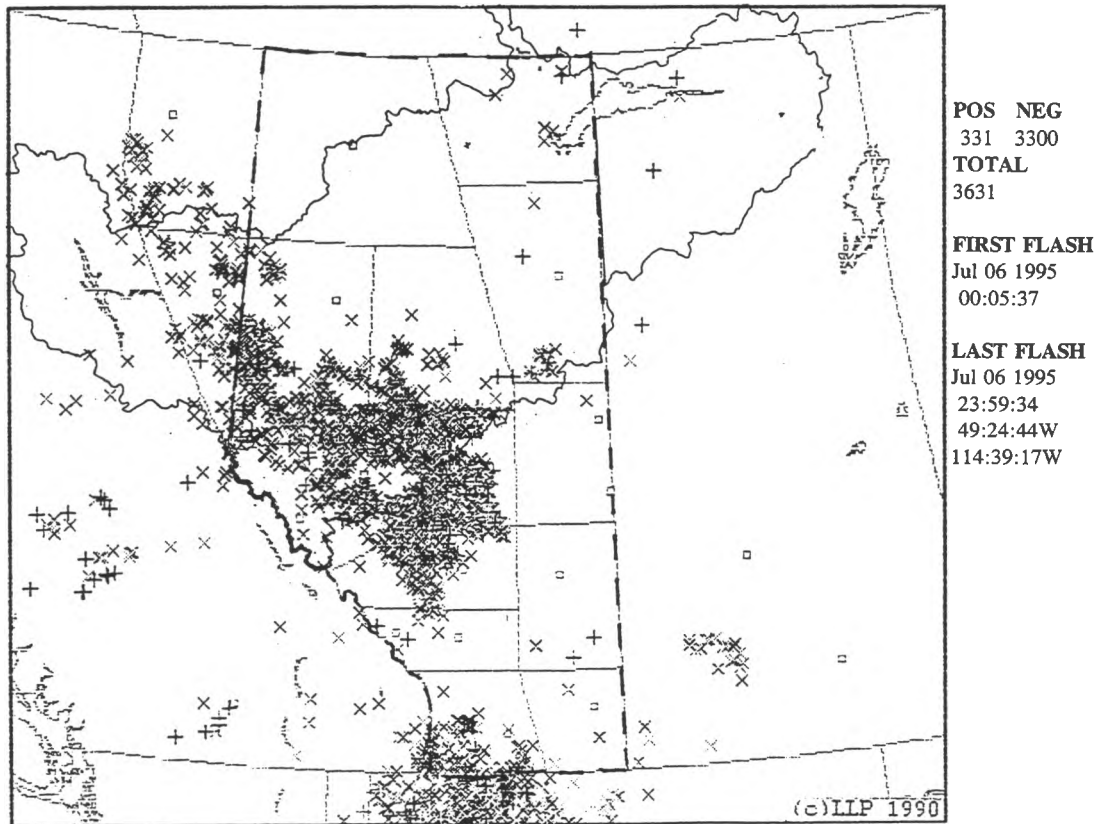 POS NEG
331 3300
TOTAL
3631
FIRST FLASH
Jul 06 1995
00:05:37
LAST FLASH
Jul 06 1995
23:59:34
49:24:44W
114:39:17W
(c)LLP 1990